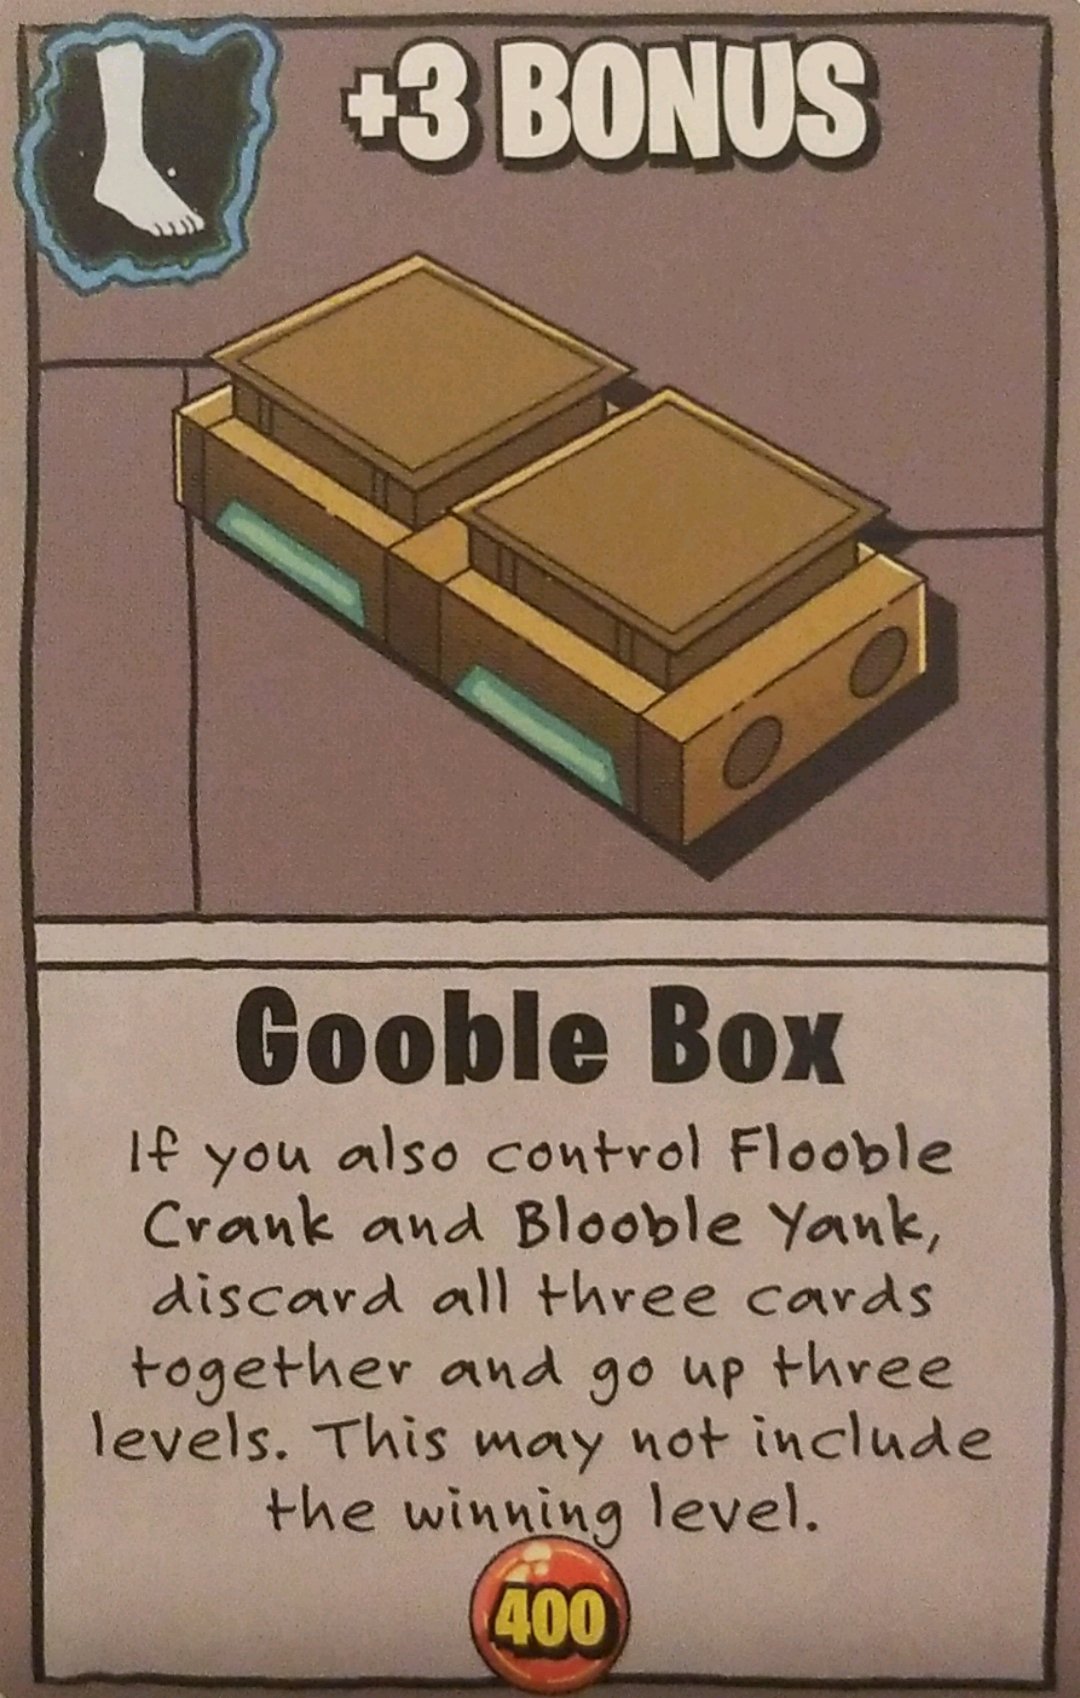 +3 BONUS
Gooble Box
If you also control Flooble
Crank and Blooble Yank,
discard all three cards
together and go up three
levels. This may not include
the winning level.
400